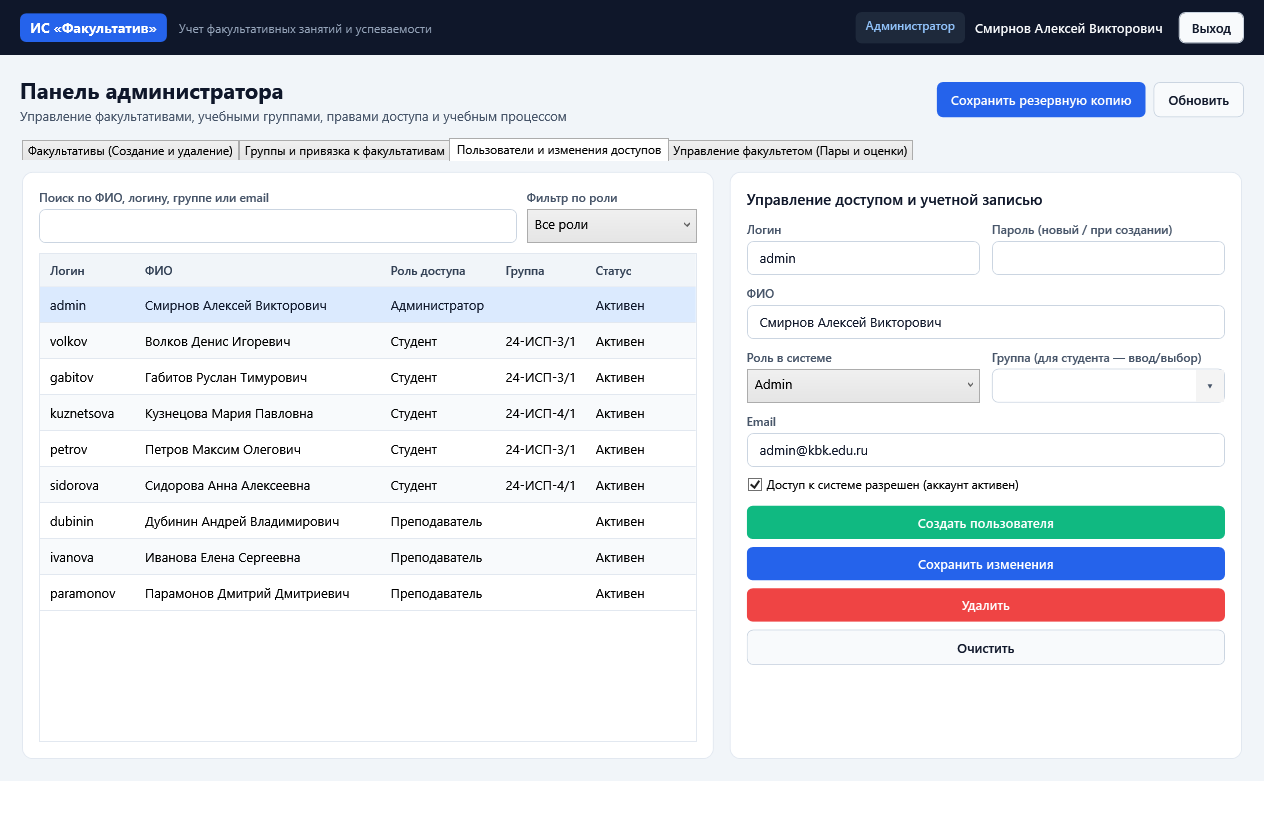 ИС «Факультатив» Учет факультативных занятий и успеваемости Администратор Смирнов Алексей Викторович Выход
Панель администратора
Управление факультативами, учебными группами, правами доступа и учебным процессом
Сохранить резервную копию Обновить
Факультативы (Создание и удаление) Группы и привязка к факультативам Пользователи и изменения доступов Управление факультетом (Пары и оценки)
Поиск по ФИО, логину, группе или email Фильтр по роли
Все роли
Логин ФИО Роль доступа Группа Статус
admin Смирнов Алексей Викторович Администратор Активен
volkov Волков Денис Игоревич Студент 24-ИСП-3/1 Активен
gabitov Габитов Руслан Тимурович Студент 24-ИСП-3/1 Активен
kuznetsova Кузнецова Мария Павловна Студент 24-ИСП-4/1 Активен
petrov Петров Максим Олегович Студент 24-ИСП-3/1 Активен
sidorova Сидорова Анна Алексеевна Студент 24-ИСП-4/1 Активен
dubinin Дубинин Андрей Владимирович Преподаватель Активен
ivanova Иванова Елена Сергеевна Преподаватель Активен
paramonov Парамонов Дмитрий Дмитриевич Преподаватель Активен
Управление доступом и учетной записью
Логин Пароль (новый / при создании)
admin
ФИО
Смирнов Алексей Викторович
Роль в системе Группа (для студента — ввод/выбор)
Admin
Email
admin@kbk.edu.ru
Доступ к системе разрешен (аккаунт активен)
Создать пользователя
Сохранить изменения
Удалить
Очистить